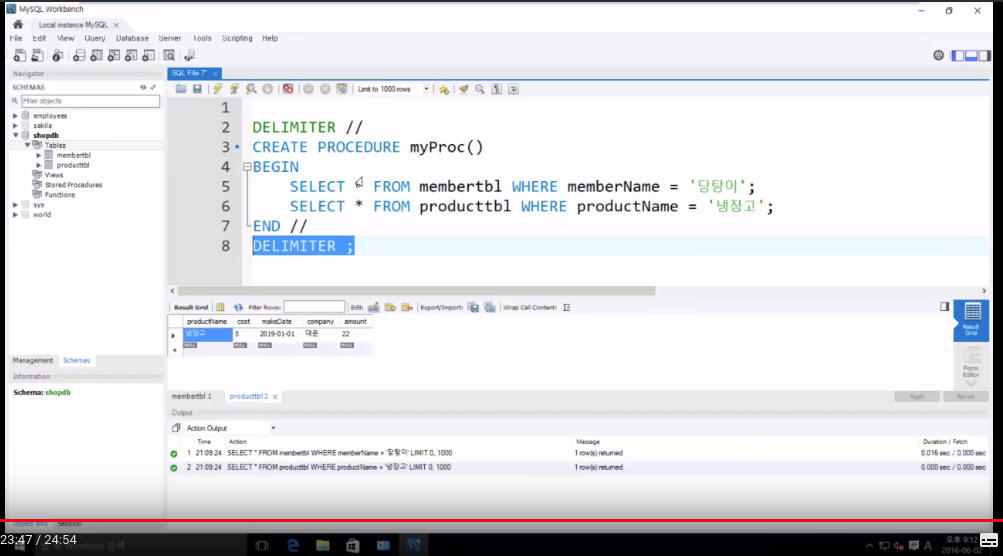 MySQL Workbench
Local instance MySQL ×
File Edit View Query Database Server Tools Scripting Help
Navigator
SCHEMAS
Filter objects
employees
sakila
shopdb
Tables
membertbl
producttbl
Views
Stored Procedures
Functions
sys
world
Management Schemas
Information
Schema: shopdb
Object Info Session
SQL File 7* ×
Limit to 1000 rows
1
2 DELIMITER //
3 CREATE PROCEDURE myProc()
4 BEGIN
5 SELECT * FROM membertbl WHERE memberName = '당탕이';
6 SELECT * FROM producttbl WHERE productName = '냉장고';
7 END //
8 DELIMITER ;
Result Grid Filter Rows: Edit: Export/Import: Wrap Cell Content:
productName cost makeDate company amount
냉장고 5 2019-01-01 대우 22
NULL NULL NULL NULL NULL
Result Grid
Form Editor
membertbl 1 producttbl 2 × Apply Revert
Output
Action Output
Time Action Message Duration / Fetch
1 21:09:24 SELECT * FROM membertbl WHERE memberName = '당탕이' LIMIT 0, 1000 1 row(s) returned 0.016 sec / 0.000 sec
2 21:09:24 SELECT * FROM producttbl WHERE productName = '냉장고' LIMIT 0, 1000 1 row(s) returned 0.000 sec / 0.000 sec
23:47 / 24:54
Windows 검색
A 오후 9:12